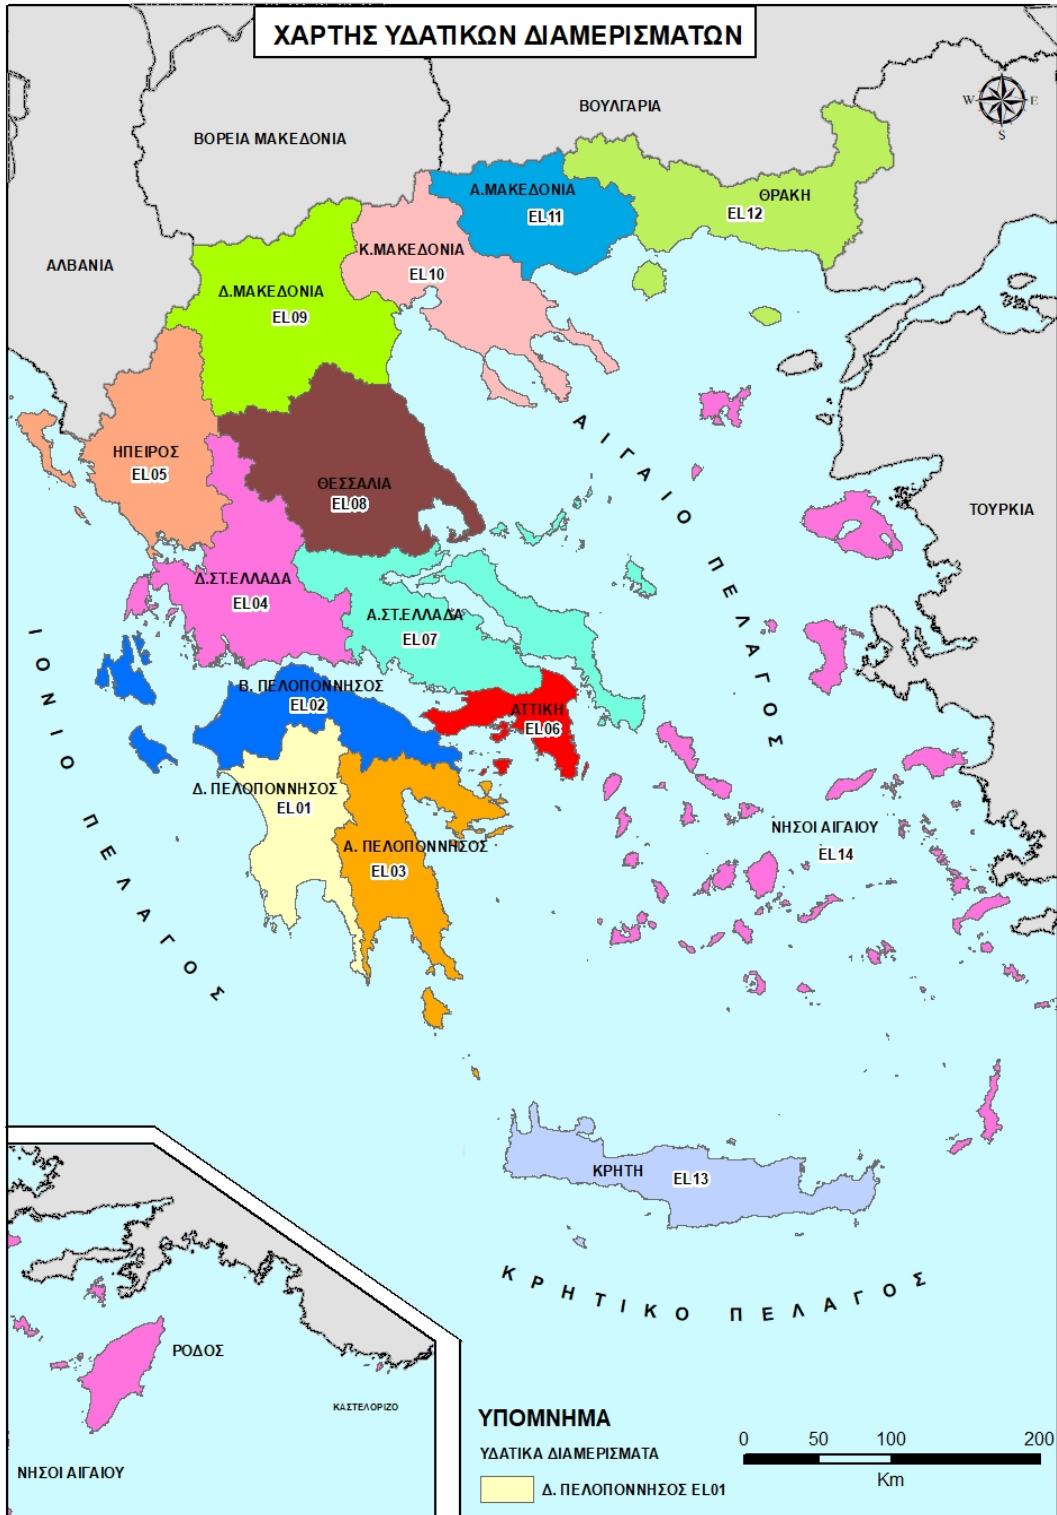 ΧΑΡΤΗΣ ΥΔΑΤΙΚΩΝ ΔΙΑΜΕΡΙΣΜΑΤΩΝ
ΒΟΥΛΓΑΡΙΑ
W E
S
ΒΟΡΕΙΑ ΜΑΚΕΔΟΝΙΑ
Α.ΜΑΚΕΔΟΝΙΑ
EL11
ΘΡΑΚΗ
EL12
Κ.ΜΑΚΕΔΟΝΙΑ
EL10
ΑΛΒΑΝΙΑ
Δ.ΜΑΚΕΔΟΝΙΑ
EL09
ΑΙΓΑΙΟ ΠΕΛΑΓΟΣ
ΗΠΕΙΡΟΣ
EL05
ΘΕΣΣΑΛΙΑ
EL08
ΤΟΥΡΚΙΑ
Δ.ΣΤ.ΕΛΛΑΔΑ
EL04
Α.ΣΤ.ΕΛΛΑΔΑ
EL07
ΙΟΝΙΟ ΠΕΛΑΓΟΣ
Β. ΠΕΛΟΠΟΝΝΗΣΟΣ
EL02
ΑΤΤΙΚΗ
EL06
Δ. ΠΕΛΟΠΟΝΝΗΣΟΣ
EL01
Α. ΠΕΛΟΠΟΝΝΗΣΟΣ
EL03
ΝΗΣΟΙ ΑΙΓΑΙΟΥ
EL14
ΚΡΗΤΗ EL13
ΚΡΗΤΙΚΟ ΠΕΛΑΓΟΣ
ΡΟΔΟΣ
ΚΑΣΤΕΛΟΡΙΖΟ
ΝΗΣΟΙ ΑΙΓΑΙΟΥ
ΥΠΟΜΝΗΜΑ
ΥΔΑΤΙΚΑ ΔΙΑΜΕΡΙΣΜΑΤΑ
Δ. ΠΕΛΟΠΟΝΝΗΣΟΣ EL01
0 50 100 200
Km